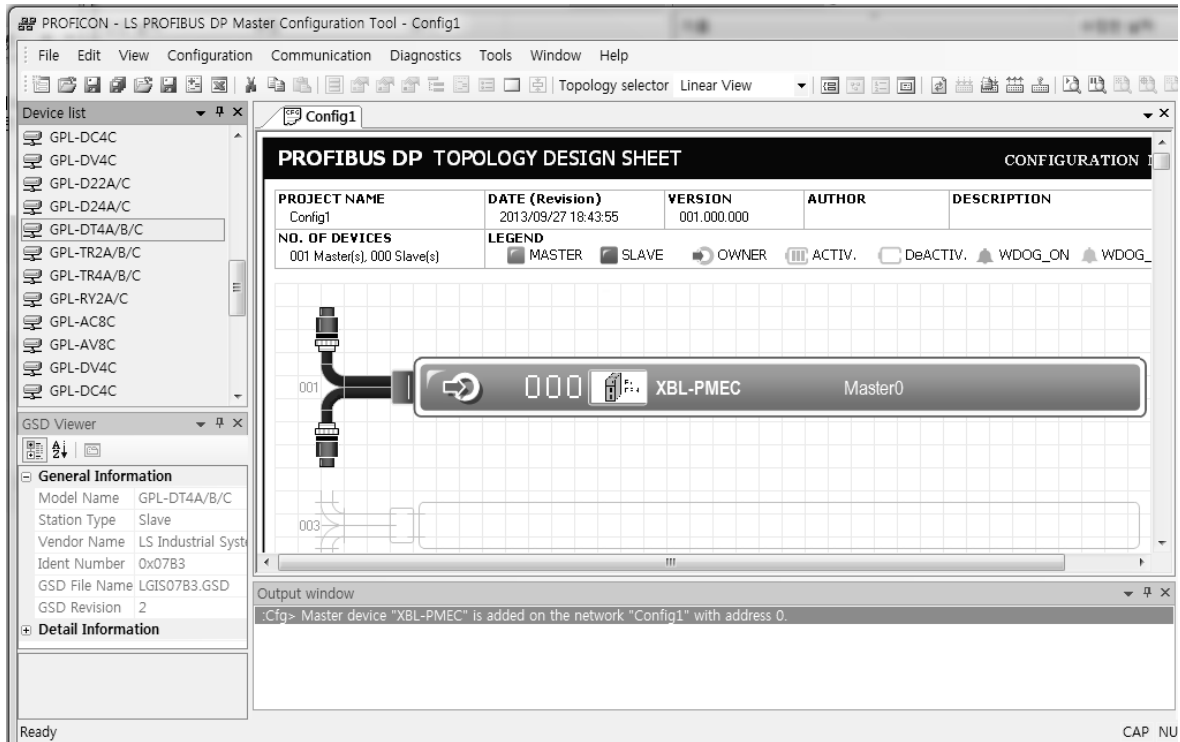 PROFICON - LS PROFIBUS DP Master Configuration Tool - Config1
File Edit View Configuration Communication Diagnostics Tools Window Help
Topology selector Linear View
Device list
GPL-DC4C
GPL-DV4C
GPL-D22A/C
GPL-D24A/C
GPL-DT4A/B/C
GPL-TR2A/B/C
GPL-TR4A/B/C
GPL-RY2A/C
GPL-AC8C
GPL-AV8C
GPL-DV4C
GPL-DC4C
GSD Viewer
General Information
Model Name GPL-DT4A/B/C
Station Type Slave
Vendor Name LS Industrial Syst
Ident Number 0x07B3
GSD File Name LGIS07B3.GSD
GSD Revision 2
Detail Information
Config1
PROFIBUS DP TOPOLOGY DESIGN SHEET
CONFIGURATION
PROJECT NAME
Config1
DATE (Revision)
2013/09/27 18:43:55
VERSION
001.000.000
AUTHOR
DESCRIPTION
NO. OF DEVICES
001 Master(s), 000 Slave(s)
LEGEND
MASTER SLAVE OWNER ACTIV. DeACTIV. WDOG_ON WDOG_
001
000 XBL-PMEC Master0
003
Output window
:Cfg> Master device "XBL-PMEC" is added on the network "Config1" with address 0.
Ready
CAP NU